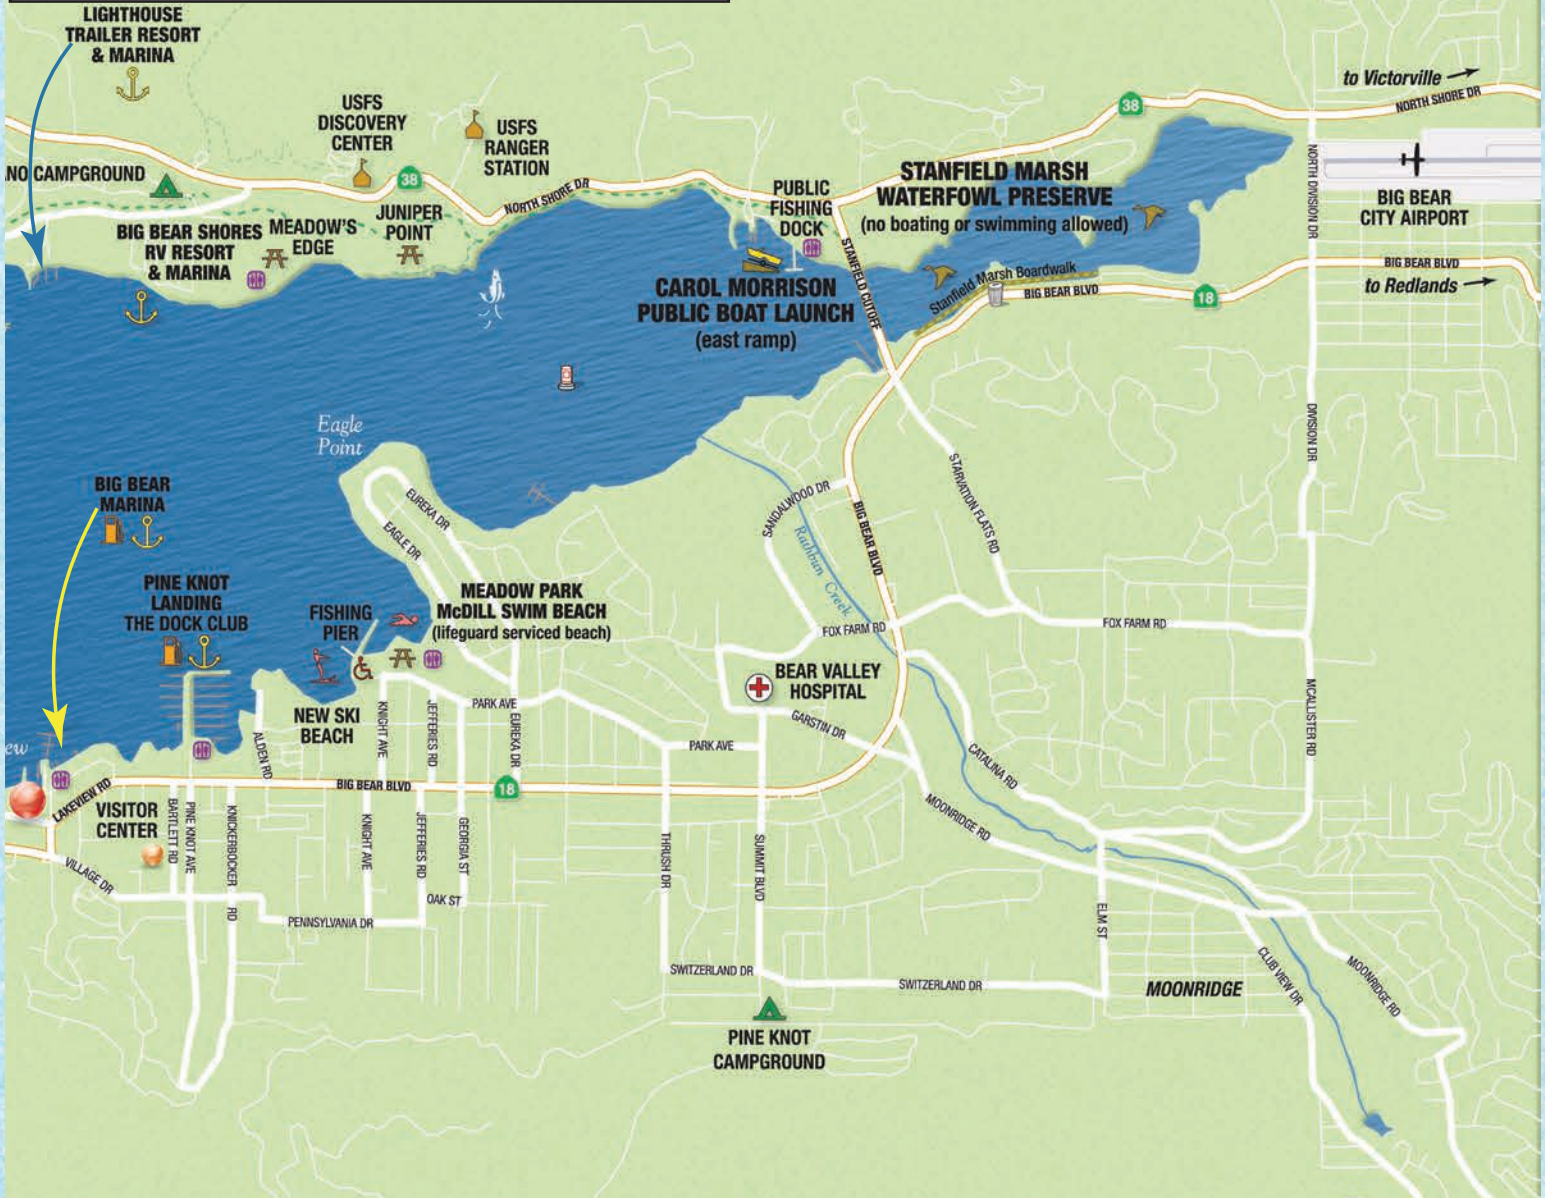 LIGHTHOUSE
TRAILER RESORT
& MARINA
to Victorville
NORTH SHORE DR
38
USFS
DISCOVERY
CENTER
USFS
RANGER
STATION
NO CAMPGROUND
38
NORTH SHORE DR
PUBLIC
FISHING
DOCK
STANFIELD MARSH
WATERFOWL PRESERVE
(no boating or swimming allowed)
NORTH DIVISION DR
BIG BEAR
CITY AIRPORT
BIG BEAR SHORES
RV RESORT
& MARINA
MEADOW'S
EDGE
JUNIPER
POINT
STANFIELD CUTOFF
Stanfield Marsh Boardwalk
BIG BEAR BLVD
18
BIG BEAR BLVD
to Redlands
CAROL MORRISON
PUBLIC BOAT LAUNCH
(east ramp)
Eagle
Point
DIVISION DR
BIG BEAR
MARINA
EUREKA DR
EAGLE DR
SANDALWOOD DR
BIG BEAR BLVD
STARVATION FLATS RD
Rathbun Creek
PINE KNOT
LANDING
THE DOCK CLUB
FISHING
PIER
MEADOW PARK
McDILL SWIM BEACH
(lifeguard serviced beach)
FOX FARM RD
FOX FARM RD
BEAR VALLEY
HOSPITAL
MCALLISTER RD
NEW SKI
BEACH
ALDEN RD
KNIGHT AVE
JEFFERIES RD
PARK AVE
EUREKA DR
PARK AVE
GARSTIN DR
CATALINA RD
ew
LAKEVIEW RD
BIG BEAR BLVD
18
MOONRIDGE RD
VISITOR
CENTER
BARTLETT RD
PINE KNOT AVE
KNICKERBOCKER RD
KNIGHT AVE
JEFFERIES RD
GEORGIA ST
THRUSH DR
SUMMIT BLVD
VILLAGE DR
OAK ST
PENNSYLVANIA DR
ELM ST
SWITZERLAND DR
SWITZERLAND DR
MOONRIDGE
CLUB VIEW DR
MOONRIDGE RD
PINE KNOT
CAMPGROUND